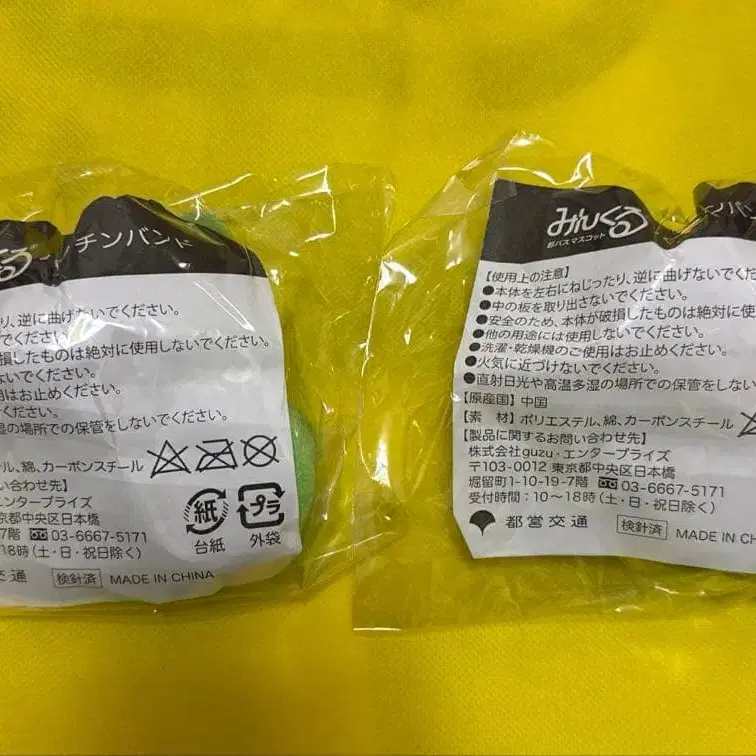 チンバンド
り、逆に曲げないでください。
でください。
損したものは絶対に使用しないでください。
ないでください。
用はお止めください。
ください。
湿の場所での保管をしないでください。
ル、綿、カーボンスチール
い合わせ先】
エンタープライズ
京都中央区日本橋
7階 03-6667-5171
18時(土・日・祝日除く)
交通 検針済 MADE IN CHINA
紙
台紙
プラ
外袋
みんくる
都バスマスコット
【使用上の注意】
●本体を左右にねじったり、逆に曲げないでくだ
●中の板を取り出さないでください。
●安全のため、本体が破損したものは絶対に使
●他の用途には使用しないでください。
●洗濯・乾燥機のご使用はお止めください。
●火気に近づけないでください。
●直射日光や高温多湿の場所での保管をしない
【原産国】中国
【素 材】ポリエステル、綿、カーボンスチール
【製品に関するお問い合わせ先】
株式会社guzu・エンタープライズ
〒103-0012 東京都中央区日本橋
堀留町1-10-19-7階 03-6667-5171
受付時間:10〜18時(土・日・祝日除く)
都営交通 検針済 MADE IN CH